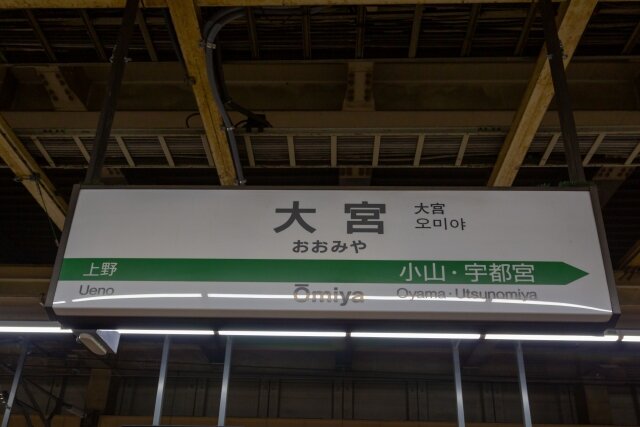 大宮
おおみや
大宫
오미야
上野
小山・宇都宮
Ueno
Ōmiya
Oyama・Utsunomiya